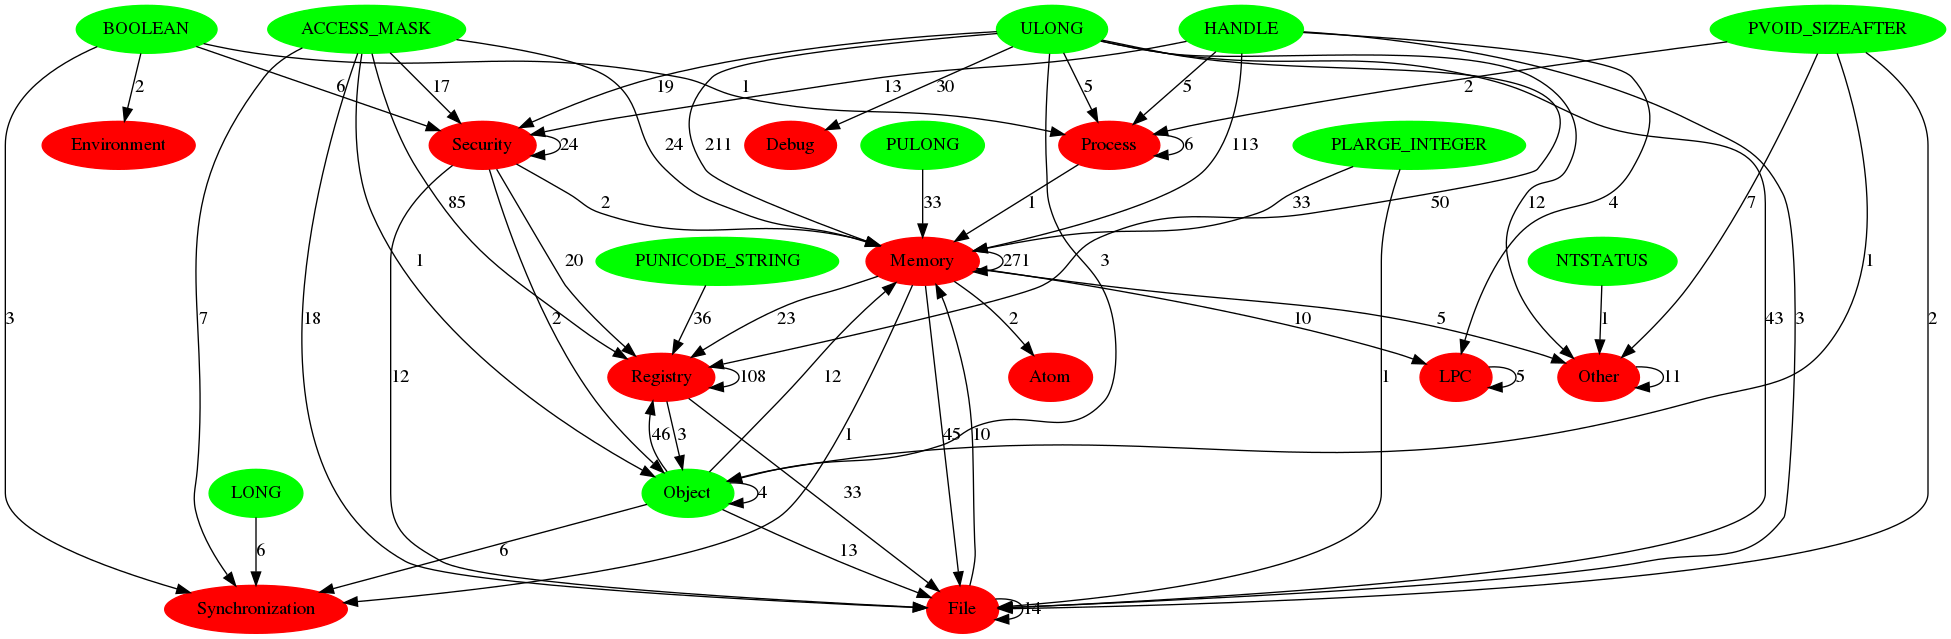 BOOLEAN ACCESS_MASK ULONG HANDLE PVOID_SIZEAFTER
2 6 17 19 1 13 30 5 5 2
Environment Security Debug PULONG Process PLARGE_INTEGER
24 211 24 6 113
85 2 33 1 33 50 12 4 7
PUNICODE_STRING Memory NTSTATUS
1 20 271 3 1
3 7 18 2 36 23 2 10 5 1 43 3 2
Registry Atom LPC Other
12 108 12 1 5 11
46 3 1 45 10
LONG Object
4 33
6 6 13
Synchronization File
14